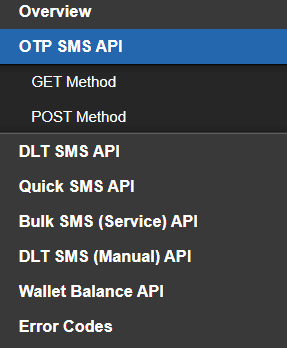 Overview
OTP SMS API
GET Method
POST Method
DLT SMS API
Quick SMS API
Bulk SMS (Service) API
DLT SMS (Manual) API
Wallet Balance API
Error Codes